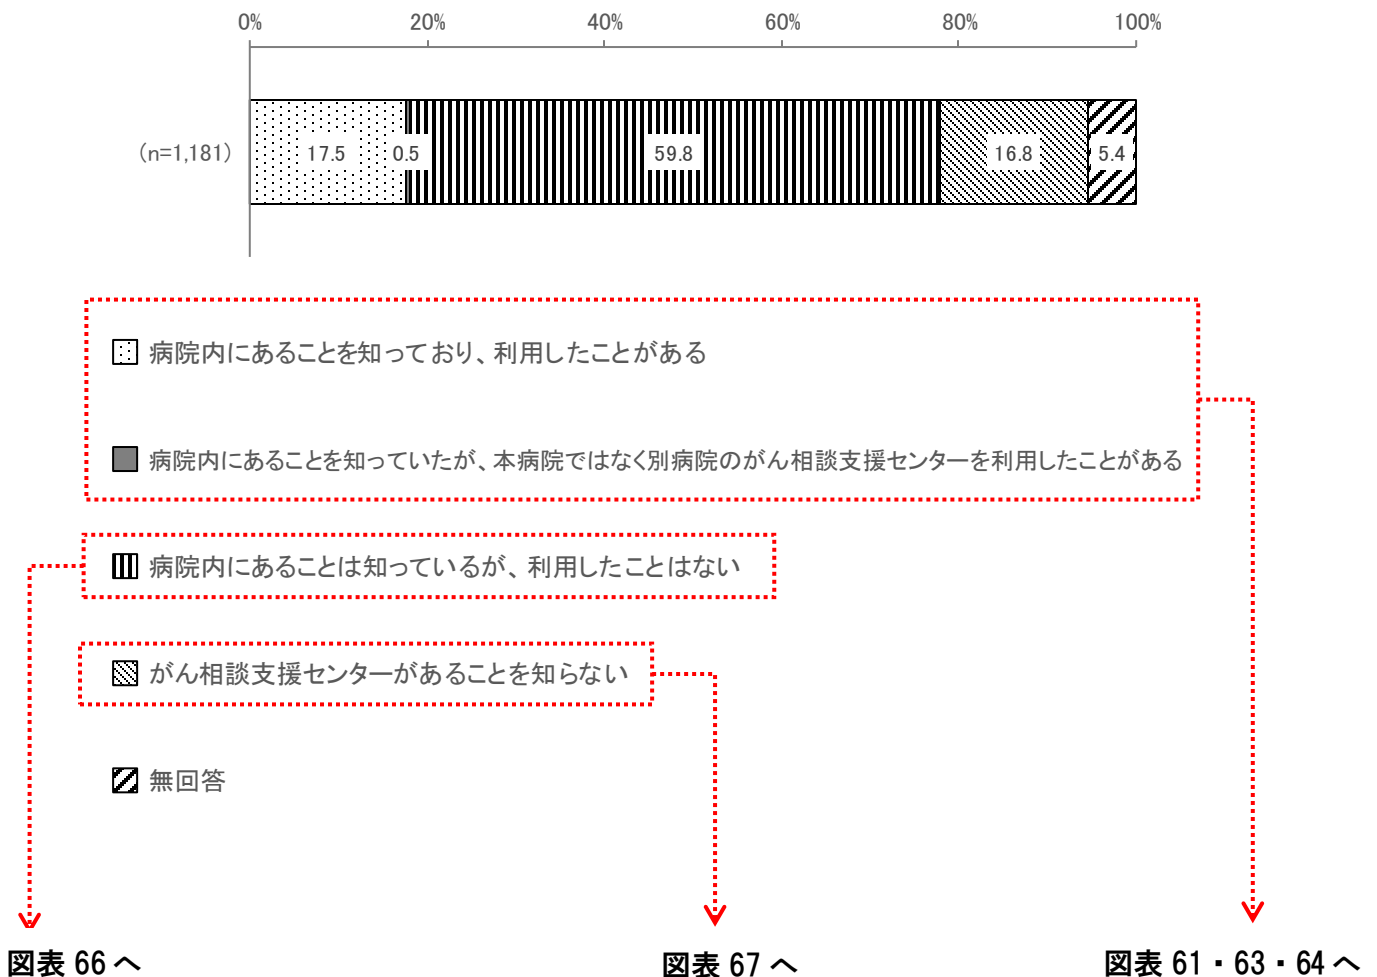 0% 20% 40% 60% 80% 100%
(n=1,181) 17.5 0.5 59.8 16.8 5.4
病院内にあることを知っており、利用したことがある
病院内にあることを知っていたが、本病院ではなく別病院のがん相談支援センターを利用したことがある
病院内にあることは知っているが、利用したことはない
がん相談支援センターがあることを知らない
無回答
図表 66 へ 図表 67 へ 図表 61・63・64 へ